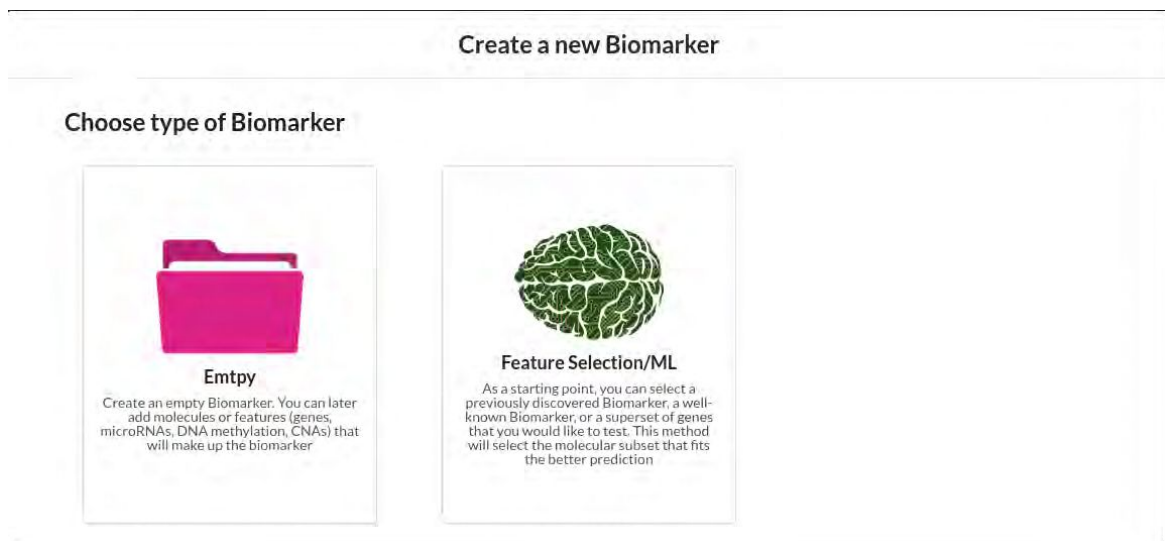 Create a new Biomarker
Choose type of Biomarker
Emtpy
Create an empty Biomarker. You can later
add molecules or features (genes,
microRNAs, DNA methylation, CNAs) that
will make up the biomarker
Feature Selection/ML
As a starting point, you can select a
previously discovered Biomarker, a well-
known Biomarker, or a superset of genes
that you would like to test. This method
will select the molecular subset that fits
the better prediction